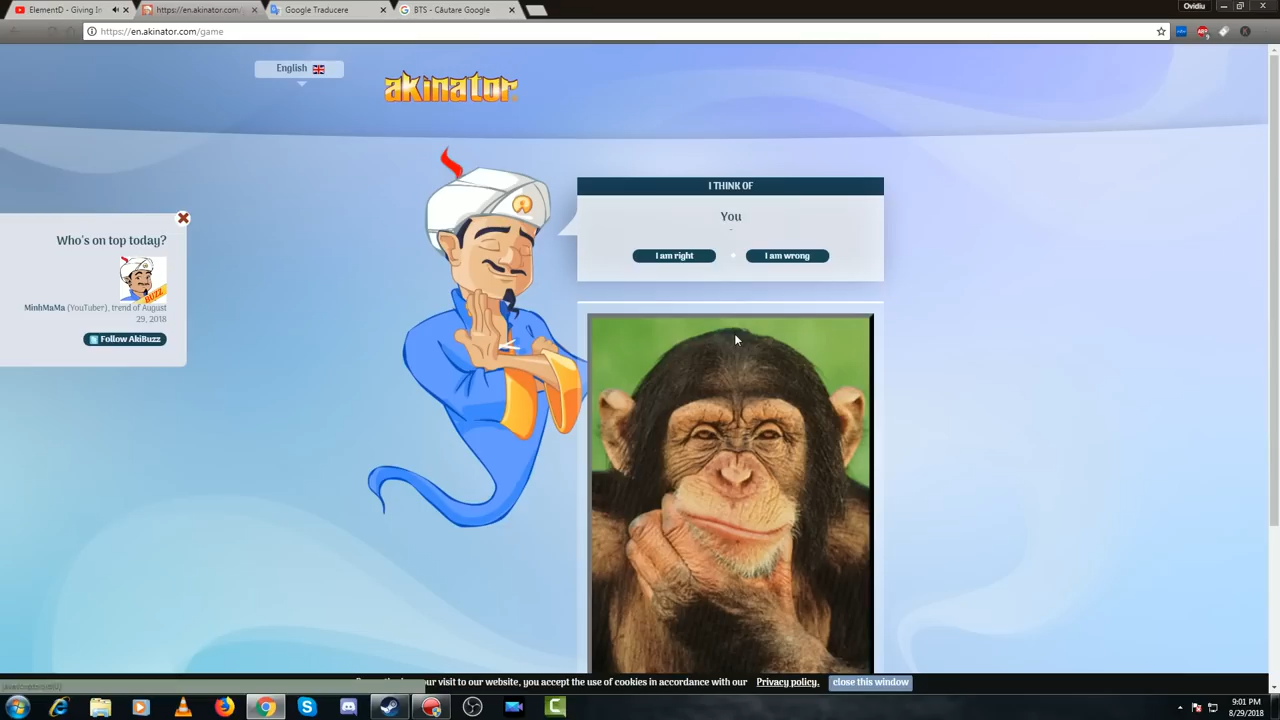 ElementD - Giving In
https://en.akinator.com/
Google Traducere
BTS - Căutare Google
Ovidiu
https://en.akinator.com/game
English
akinator
I THINK OF
You
-
I am right
I am wrong
Who's on top today?
BUZZ
MinhMaMa (YouTuber), trend of August
29, 2018
Follow AkiBuzz
our visit to our website, you accept the use of cookies in accordance with our Privacy policy. close this window
9:01 PM
8/29/2018